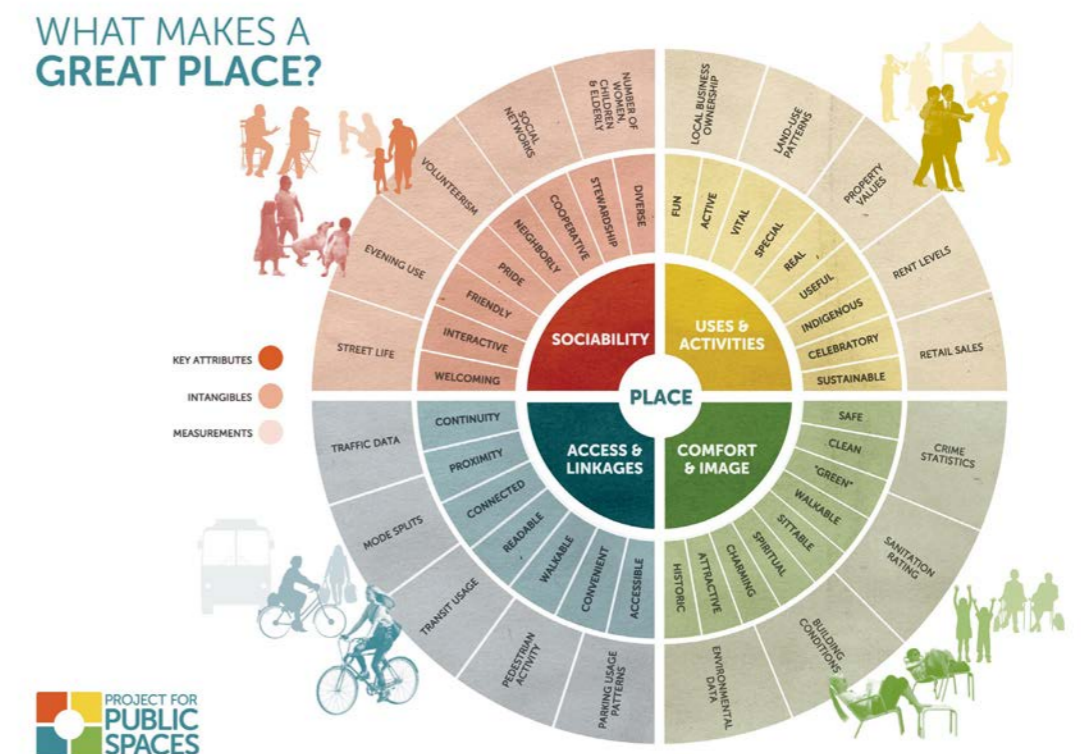 WHAT MAKES A
GREAT PLACE?
KEY ATTRIBUTES
INTANGIBLES
MEASUREMENTS
PLACE
SOCIABILITY
USES &
ACTIVITIES
ACCESS &
LINKAGES
COMFORT
& IMAGE
WELCOMING
INTERACTIVE
FRIENDLY
PRIDE
NEIGHBORLY
COOPERATIVE
STEWARDSHIP
DIVERSE
FUN
ACTIVE
VITAL
SPECIAL
REAL
USEFUL
INDIGENOUS
CELEBRATORY
SUSTAINABLE
SAFE
CLEAN
"GREEN"
WALKABLE
SITTABLE
SPIRITUAL
CHARMING
ATTRACTIVE
HISTORIC
ACCESSIBLE
CONVENIENT
WALKABLE
READABLE
CONNECTED
PROXIMITY
CONTINUITY
STREET LIFE
EVENING USE
VOLUNTEERISM
SOCIAL
NETWORKS
NUMBER OF
WOMEN,
CHILDREN
& ELDERLY
LOCAL BUSINESS
OWNERSHIP
LAND-USE
PATTERNS
PROPERTY
VALUES
RENT LEVELS
RETAIL SALES
CRIME
STATISTICS
SANITATION
RATING
BUILDING
CONDITIONS
ENVIRONMENTAL
DATA
PARKING USAGE
PATTERNS
PEDESTRIAN
ACTIVITY
TRANSIT USAGE
MODE SPLITS
TRAFFIC DATA
PROJECT FOR
PUBLIC
SPACES